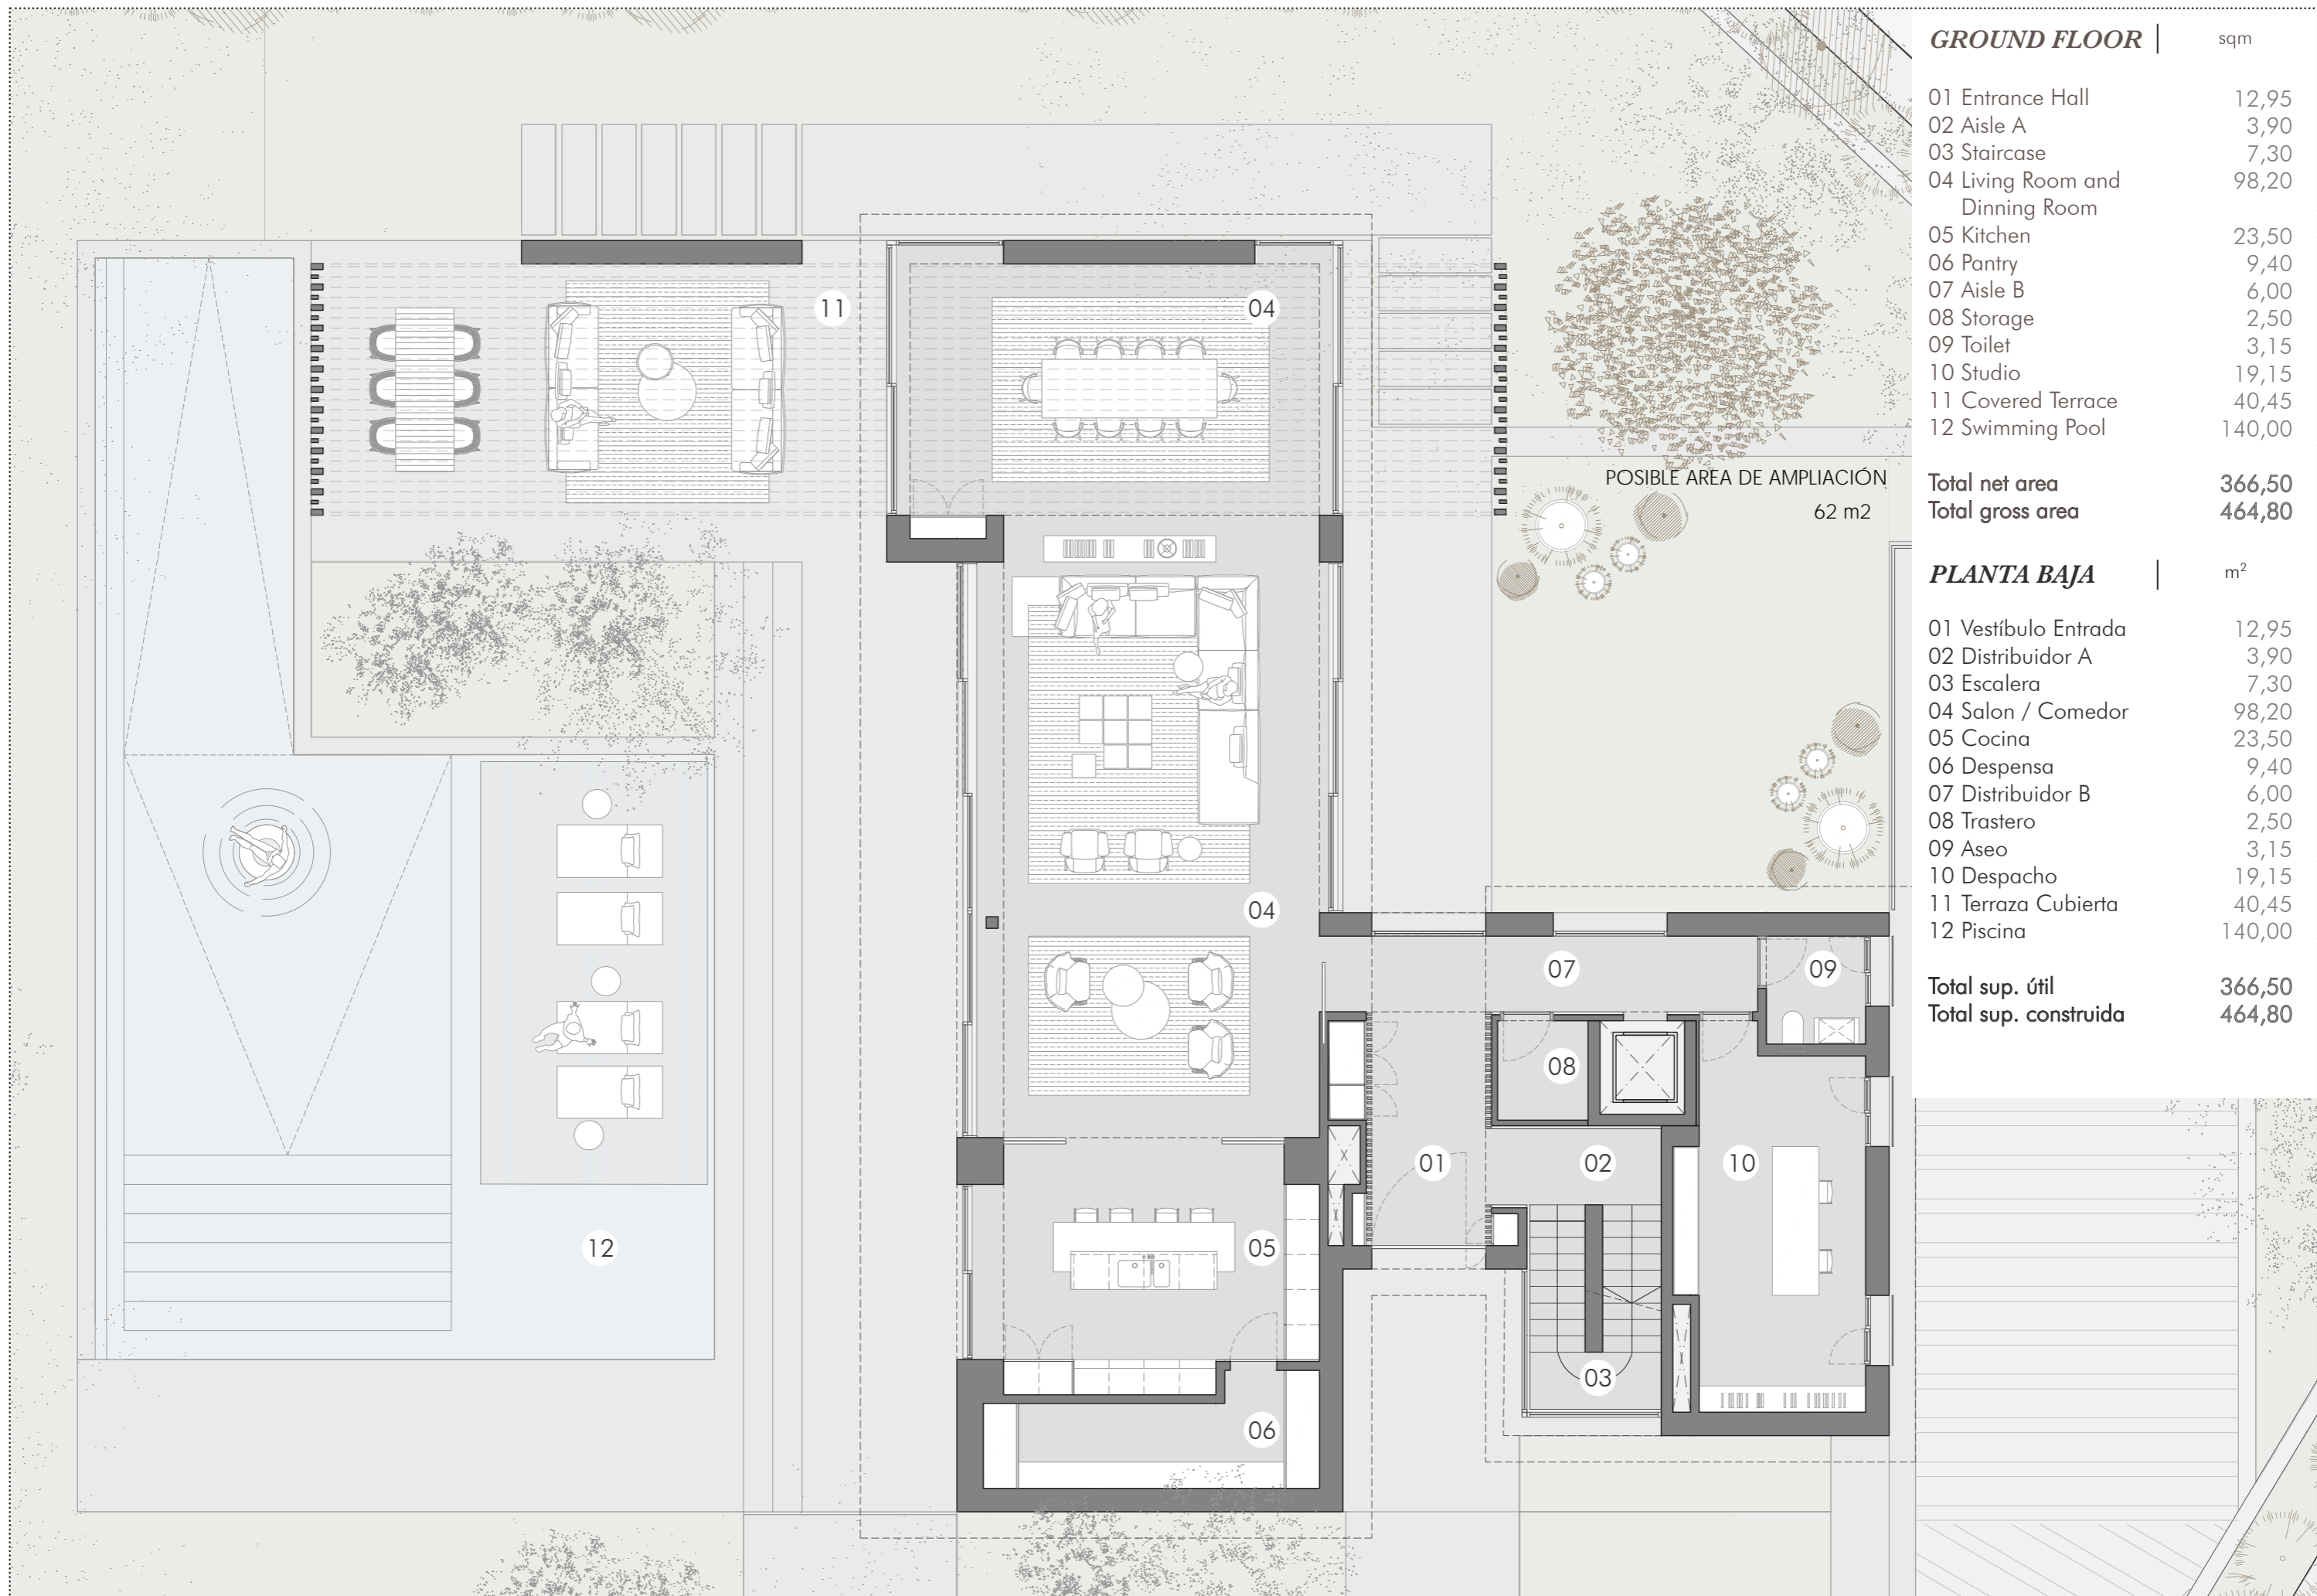 GROUND FLOOR | sqm
01 Entrance Hall 12,95
02 Aisle A 3,90
03 Staircase 7,30
04 Living Room and 98,20
Dinning Room
05 Kitchen 23,50
06 Pantry 9,40
07 Aisle B 6,00
08 Storage 2,50
09 Toilet 3,15
10 Studio 19,15
11 Covered Terrace 40,45
12 Swimming Pool 140,00
Total net area 366,50
Total gross area 464,80
PLANTA BAJA | m²
01 Vestíbulo Entrada 12,95
02 Distribuidor A 3,90
03 Escalera 7,30
04 Salon / Comedor 98,20
05 Cocina 23,50
06 Despensa 9,40
07 Distribuidor B 6,00
08 Trastero 2,50
09 Aseo 3,15
10 Despacho 19,15
11 Terraza Cubierta 40,45
12 Piscina 140,00
Total sup. útil 366,50
Total sup. construida 464,80
11
04
POSIBLE AREA DE AMPLIACIÓN
62 m2
04
07
09
08
01
02
10
12
05
03
06